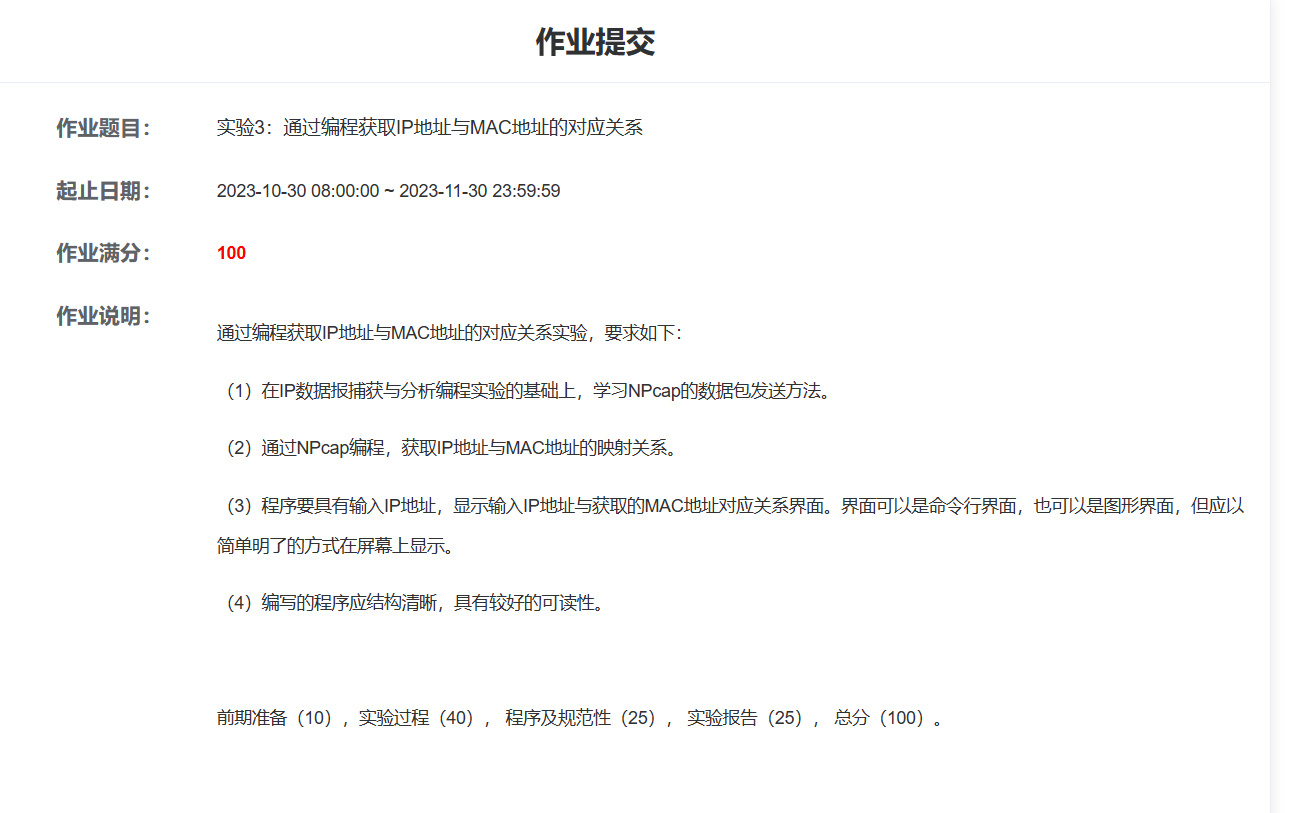 作业提交
作业题目： 实验3：通过编程获取IP地址与MAC地址的对应关系
起止日期： 2023-10-30 08:00:00 ~ 2023-11-30 23:59:59
作业满分： 100
作业说明：
通过编程获取IP地址与MAC地址的对应关系实验，要求如下：
（1）在IP数据报捕获与分析编程实验的基础上，学习NPcap的数据包发送方法。
（2）通过NPcap编程，获取IP地址与MAC地址的映射关系。
（3）程序要具有输入IP地址，显示输入IP地址与获取的MAC地址对应关系界面。界面可以是命令行界面，也可以是图形界面，但应以
简单明了的方式在屏幕上显示。
（4）编写的程序应结构清晰，具有较好的可读性。
前期准备（10），实验过程（40）， 程序及规范性（25）， 实验报告（25）， 总分（100）。